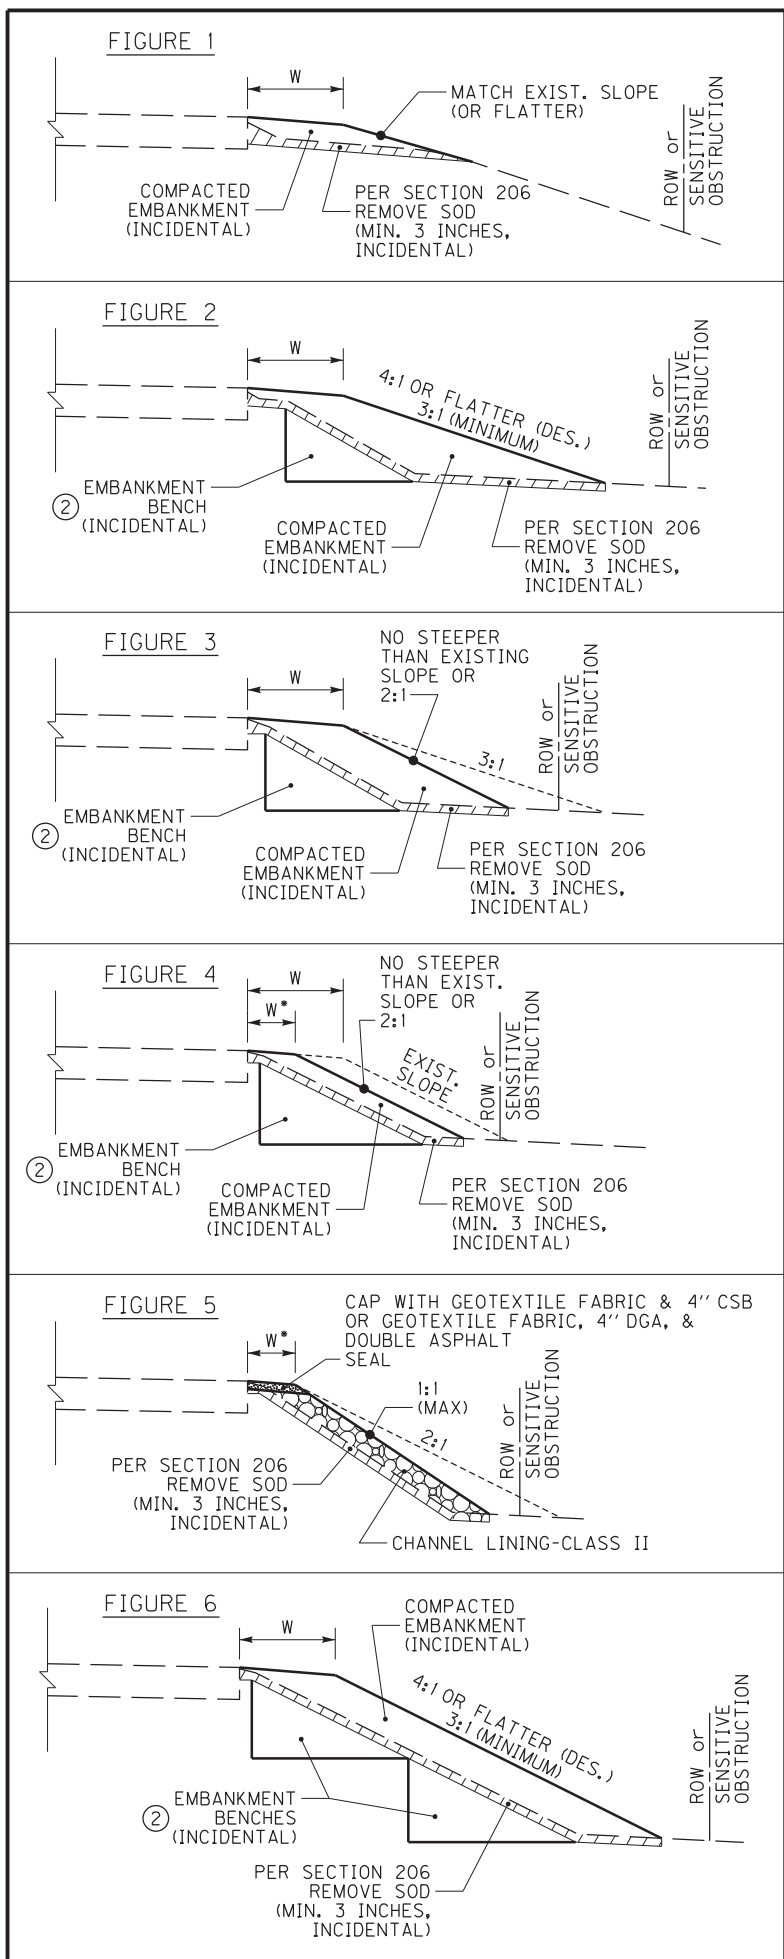 FIGURE 1
W
MATCH EXIST. SLOPE
(OR FLATTER)
ROW or
SENSITIVE
OBSTRUCTION
COMPACTED
EMBANKMENT
(INCIDENTAL)
PER SECTION 206
REMOVE SOD
(MIN. 3 INCHES,
INCIDENTAL)
FIGURE 2
W
4:1 OR FLATTER (DES.)
3:1 (MINIMUM)
ROW or
SENSITIVE
OBSTRUCTION
2
EMBANKMENT
BENCH
(INCIDENTAL)
COMPACTED
EMBANKMENT
(INCIDENTAL)
PER SECTION 206
REMOVE SOD
(MIN. 3 INCHES,
INCIDENTAL)
FIGURE 3
W
NO STEEPER
THAN EXISTING
SLOPE OR
2:1
3:1
ROW or
SENSITIVE
OBSTRUCTION
2
EMBANKMENT
BENCH
(INCIDENTAL)
COMPACTED
EMBANKMENT
(INCIDENTAL)
PER SECTION 206
REMOVE SOD
(MIN. 3 INCHES,
INCIDENTAL)
FIGURE 4
W
W*
NO STEEPER
THAN EXIST.
SLOPE OR
2:1
EXIST.
SLOPE
ROW or
SENSITIVE
OBSTRUCTION
2
EMBANKMENT
BENCH
(INCIDENTAL)
COMPACTED
EMBANKMENT
(INCIDENTAL)
PER SECTION 206
REMOVE SOD
(MIN. 3 INCHES,
INCIDENTAL)
FIGURE 5
W*
CAP WITH GEOTEXTILE FABRIC & 4'' CSB
OR GEOTEXTILE FABRIC, 4'' DGA, &
DOUBLE ASPHALT
SEAL
1:1
(MAX)
2:1
ROW or
SENSITIVE
OBSTRUCTION
PER SECTION 206
REMOVE SOD
(MIN. 3 INCHES,
INCIDENTAL)
CHANNEL LINING-CLASS II
FIGURE 6
W
COMPACTED
EMBANKMENT
(INCIDENTAL)
4:1 OR FLATTER (DES.)
3:1 (MINIMUM)
ROW or
SENSITIVE
OBSTRUCTION
2
EMBANKMENT
BENCHES
(INCIDENTAL)
PER SECTION 206
REMOVE SOD
(MIN. 3 INCHES,
INCIDENTAL)